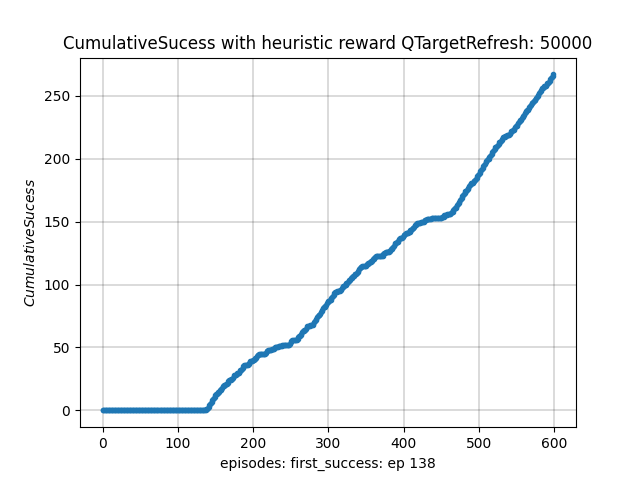 CumulativeSucess with heuristic reward QTargetRefresh: 50000
250
200
150
100
50
0
CumulativeSucess
0 100 200 300 400 500 600
episodes: first_success: ep 138